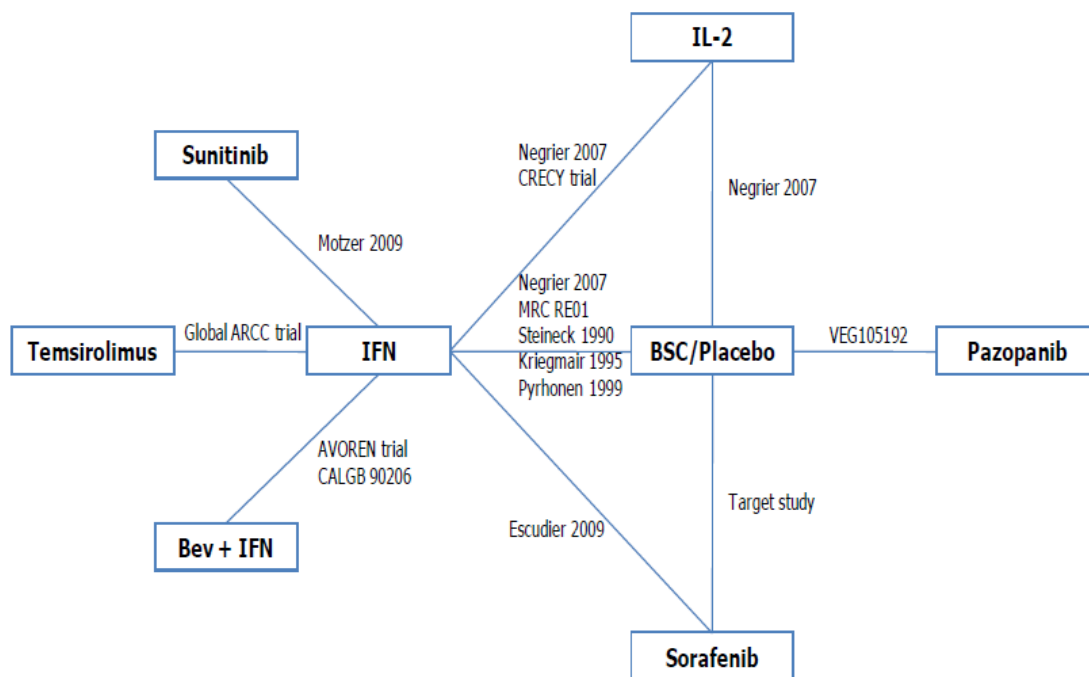 IL-2
Sunitinib
Negrier 2007
CRECY trial
Negrier 2007
Motzer 2009
Negrier 2007
MRC RE01
Steineck 1990
Kriegmair 1995
Pyrhonen 1999
Temsirolimus
Global ARCC trial
IFN
BSC/Placebo
VEG105192
Pazopanib
AVOREN trial
CALGB 90206
Escudier 2009
Target study
Bev + IFN
Sorafenib